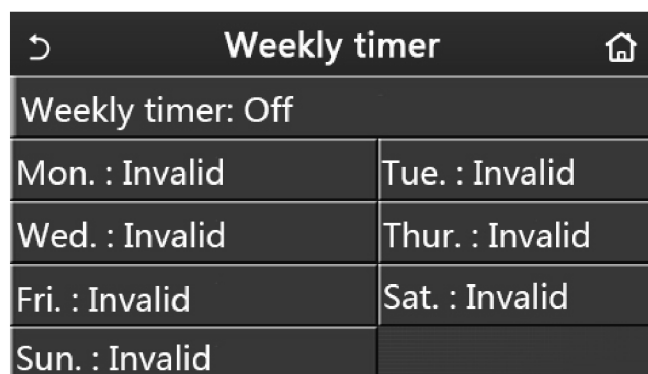 Weekly timer
Weekly timer: Off
Mon. : Invalid
Tue. : Invalid
Wed. : Invalid
Thur. : Invalid
Fri. : Invalid
Sat. : Invalid
Sun. : Invalid